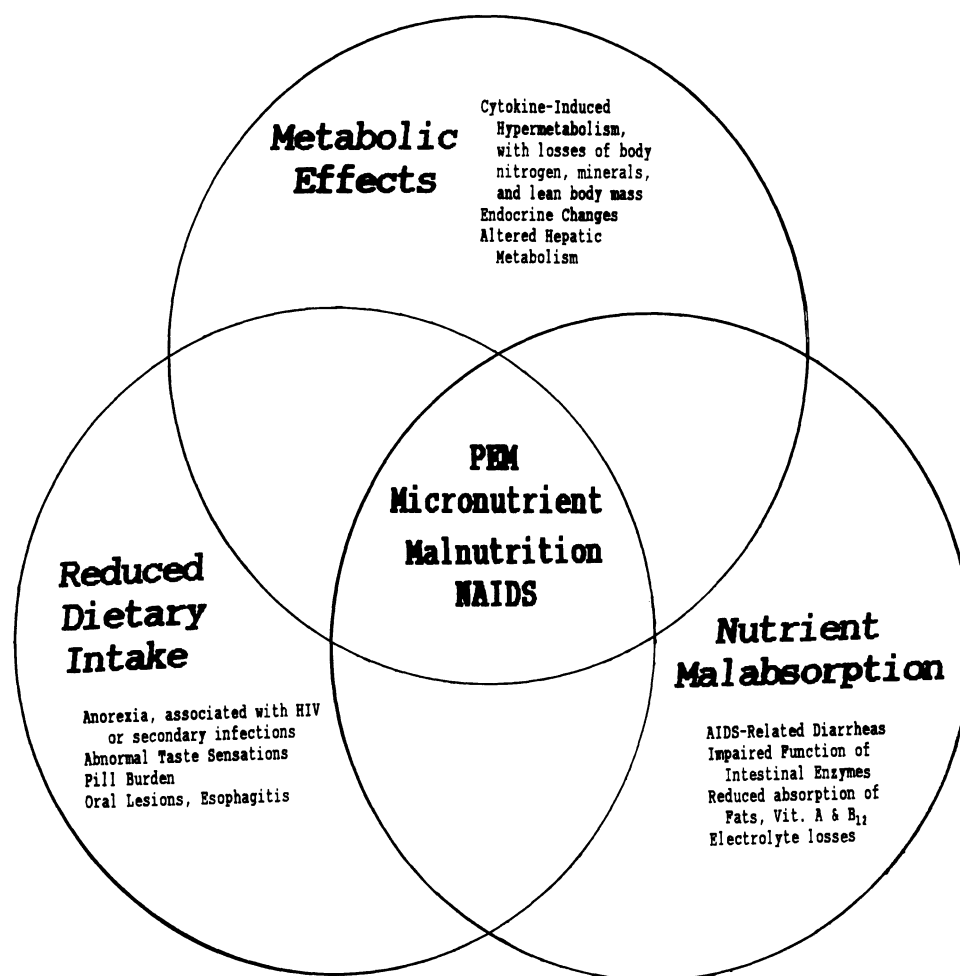 Metabolic
Effects
Cytokine-Induced
Hypermetabolism,
with losses of body
nitrogen, minerals,
and lean body mass
Endocrine Changes
Altered Hepatic
Metabolism
PEM
Micronutrient
Malnutrition
NAIDS
Reduced
Dietary
Intake
Anorexia, associated with HIV
or secondary infections
Abnormal Taste Sensations
Pill Burden
Oral Lesions, Esophagitis
Nutrient
Malabsorption
AIDS-Related Diarrheas
Impaired Function of
Intestinal Enzymes
Reduced absorption of
Fats, Vit. A & B₁₂
Electrolyte losses